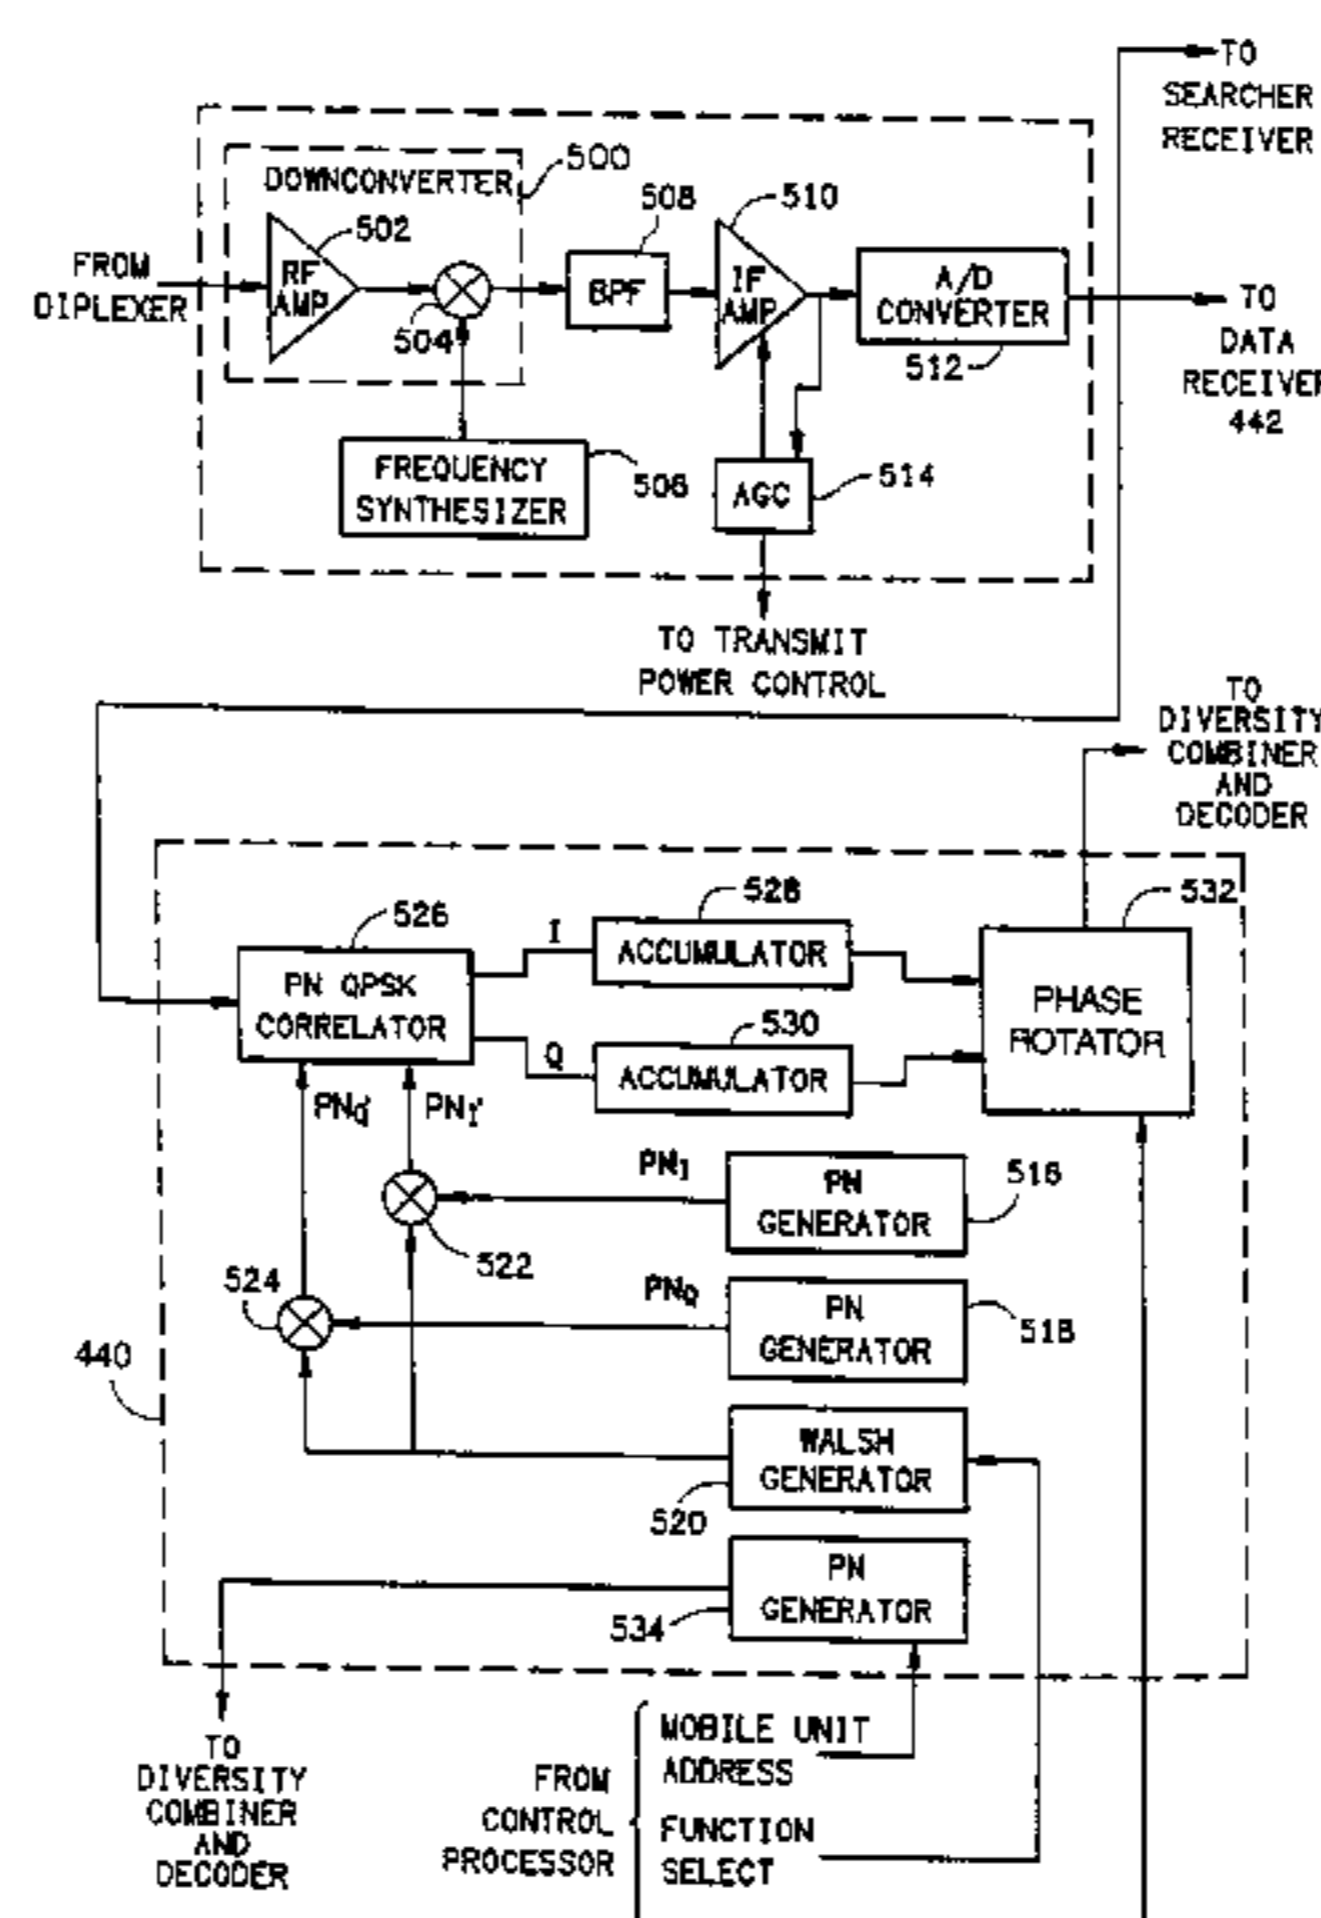 TO
SEARCHER
RECEIVER
500
DOWNCONVERTER
508
510
502
FROM
DIPLEXER
RF
AMP
504
BPF
IF
AMP
A/D
CONVERTER
512
TO
DATA
RECEIVER
442
FREQUENCY
SYNTHESIZER
506
AGC
514
TO TRANSMIT
POWER CONTROL
TO
DIVERSITY
COMBINER
AND
DECODER
526
528
532
I
ACCUMULATOR
PN QPSK
CORRELATOR
PHASE
ROTATOR
530
Q
ACCUMULATOR
PNQ' PNI'
PNI
PN
GENERATOR
516
522
524
PNQ
PN
GENERATOR
518
440
WALSH
GENERATOR
520
PN
GENERATOR
534
TO
DIVERSITY
COMBINER
AND
DECODER
FROM
CONTROL
PROCESSOR
MOBILE UNIT
ADDRESS
FUNCTION
SELECT